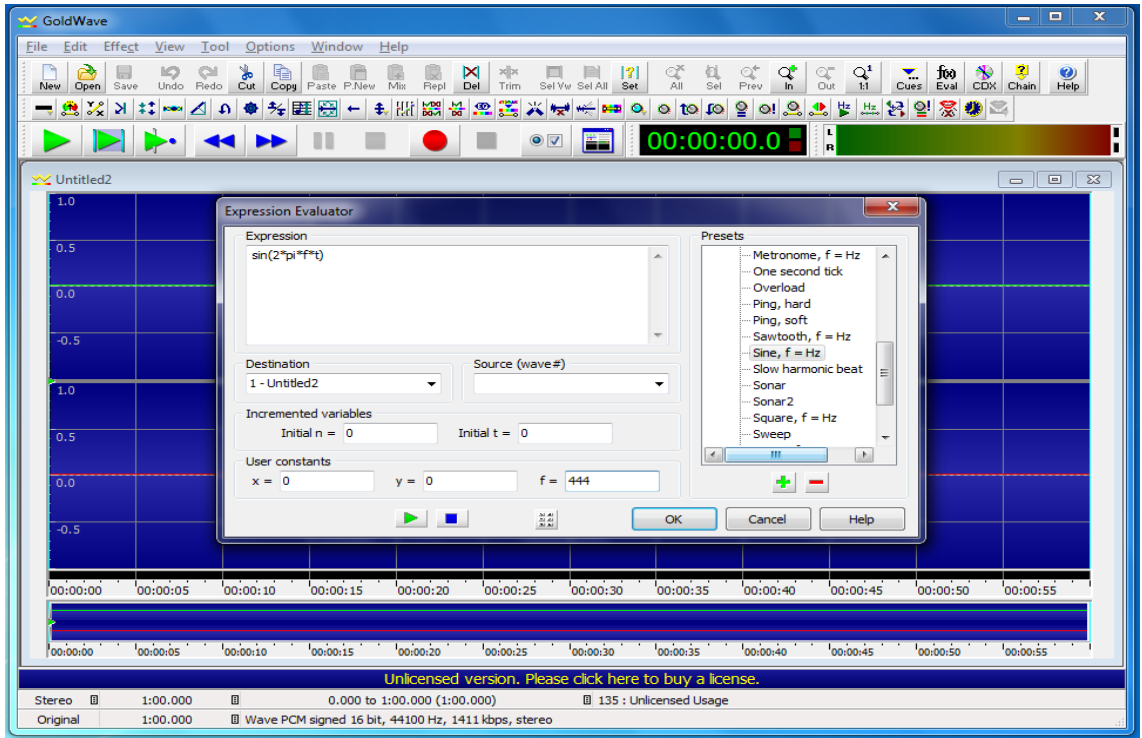 GoldWave
File Edit Effect View Tool Options Window Help
New Open Save Undo Redo Cut Copy Paste P.New Mix Repl Del Trim Sel Vw Sel All Set All Sel Prev In Out 1:1 Cues Eval CDX Chain Help
00:00:00.0
L
R
Untitled2
1.0
0.5
0.0
-0.5
1.0
0.5
0.0
-0.5
Expression Evaluator
Expression
sin(2*pi*f*t)
Destination
Source (wave#)
1 - Untitled2
Incremented variables
Initial n = 0
Initial t = 0
User constants
x = 0
y = 0
f = 444
Presets
Metronome, f = Hz
One second tick
Overload
Ping, hard
Ping, soft
Sawtooth, f = Hz
Sine, f = Hz
Slow harmonic beat
Sonar
Sonar2
Square, f = Hz
Sweep
OK Cancel Help
00:00:00 00:00:05 00:00:10 00:00:15 00:00:20 00:00:25 00:00:30 00:00:35 00:00:40 00:00:45 00:00:50 00:00:55
00:00:00 00:00:05 00:00:10 00:00:15 00:00:20 00:00:25 00:00:30 00:00:35 00:00:40 00:00:45 00:00:50 00:00:55
Unlicensed version. Please click here to buy a license.
Stereo 1:00.000 0.000 to 1:00.000 (1:00.000) 135 : Unlicensed Usage
Original 1:00.000 Wave PCM signed 16 bit, 44100 Hz, 1411 kbps, stereo